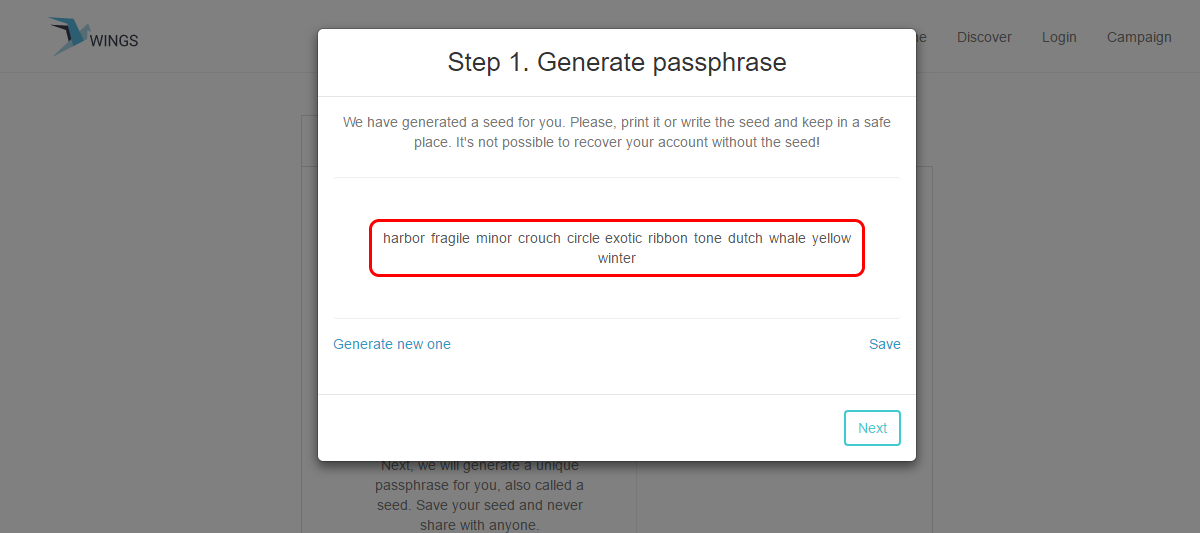 WINGS
Discover Login Campaign
Step 1. Generate passphrase
We have generated a seed for you. Please, print it or write the seed and keep in a safe
place. It's not possible to recover your account without the seed!
harbor fragile minor crouch circle exotic ribbon tone dutch whale yellow
winter
Generate new one Save
Next
Next, we will generate a unique
passphrase for you, also called a
seed. Save your seed and never
share with anyone.